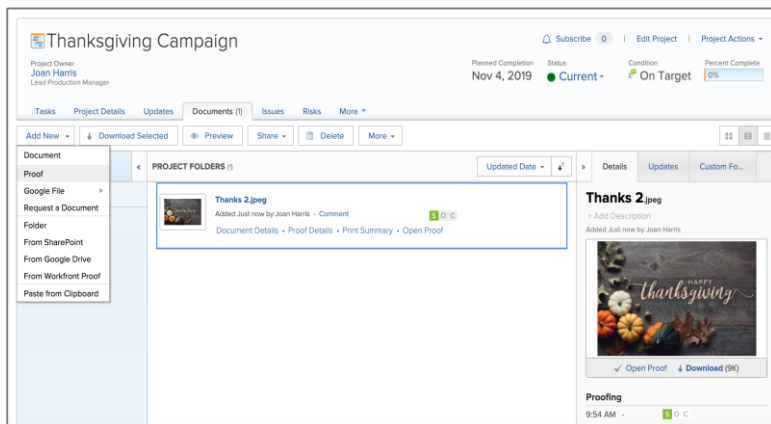 Thanksgiving Campaign
Subscribe 0 | Edit Project | Project Actions
Project Owner
Joan Harris
Lead Production Manager
Planned Completion Status Condition Percent Complete
Nov 4, 2019 Current On Target 0%
Tasks Project Details Updates Documents (1) Issues Risks More
Add New Download Selected Preview Share Delete More
Document
Proof
Google File
Request a Document
Folder
From SharePoint
From Google Drive
From Workfront Proof
Paste from Clipboard
« PROJECT FOLDERS (1) Updated Date » Details Updates Custom Fo...
Thanks 2.jpeg
Added Just now by Joan Harris • Comment S O C
Document Details • Proof Details • Print Summary • Open Proof
Thanks 2.jpeg
+ Add Description
Added Just now by Joan Harris
HAPPY
thanksgiving
Open Proof Download (9K)
Proofing
9:54 AM - S O C